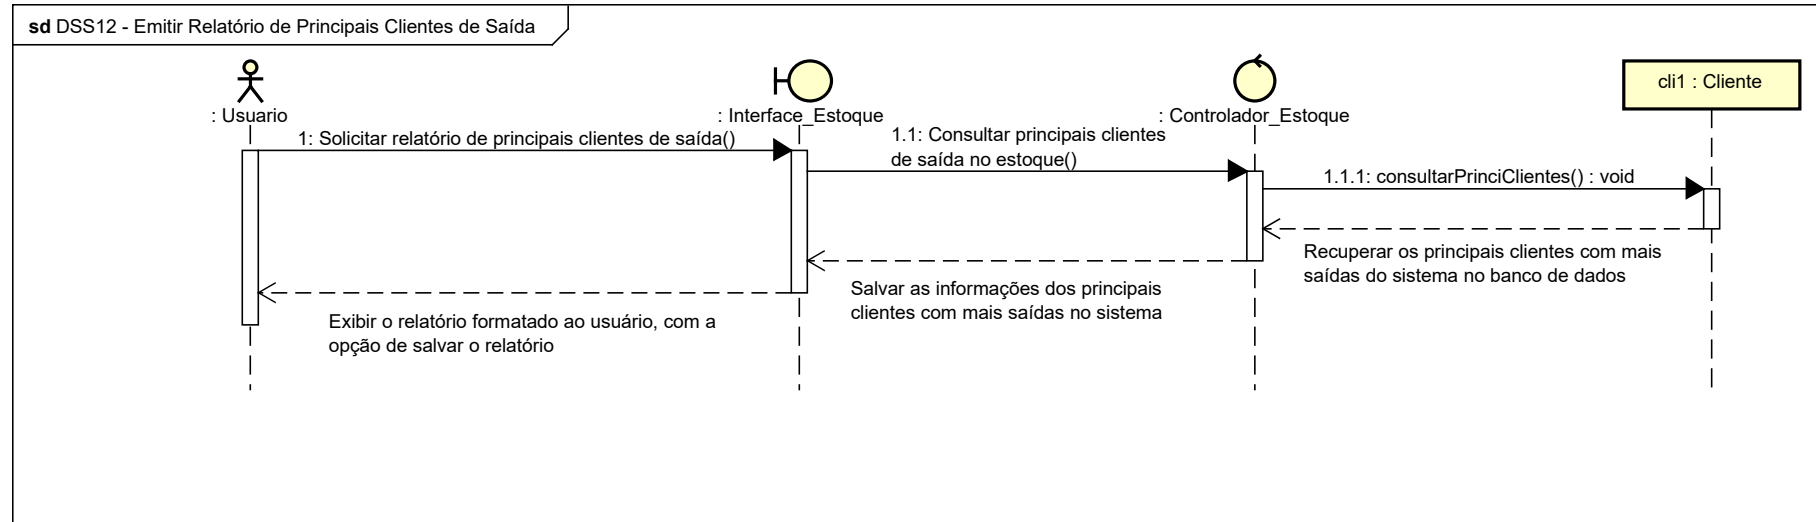 sd DSS12 - Emitir Relatório de Principais Clientes de Saída
: Usuario
: Interface_Estoque
: Controlador_Estoque
cli1 : Cliente
1: Solicitar relatório de principais clientes de saída()
1.1: Consultar principais clientes
de saída no estoque()
1.1.1: consultarPrinciClientes() : void
Recuperar os principais clientes com mais
saídas do sistema no banco de dados
Salvar as informações dos principais
clientes com mais saídas no sistema
Exibir o relatório formatado ao usuário, com a
opção de salvar o relatório